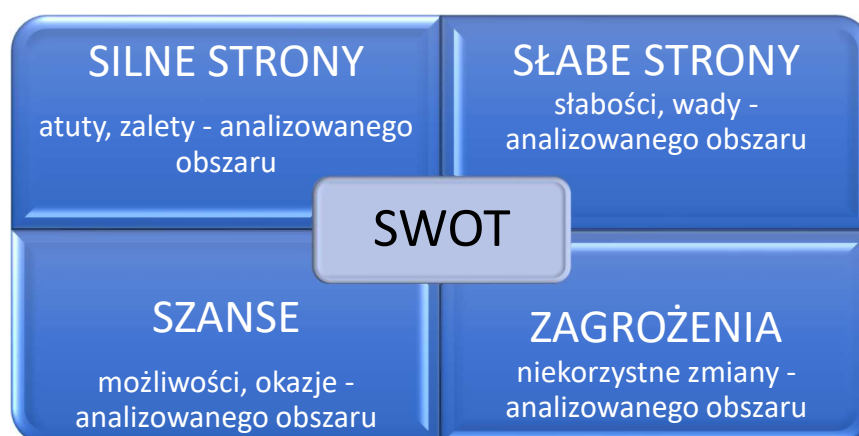 SILNE STRONY
atuty, zalety - analizowanego
obszaru
SŁABE STRONY
słabości, wady -
analizowanego obszaru
SWOT
SZANSE
możliwości, okazje -
analizowanego obszaru
ZAGROŻENIA
niekorzystne zmiany -
analizowanego obszaru